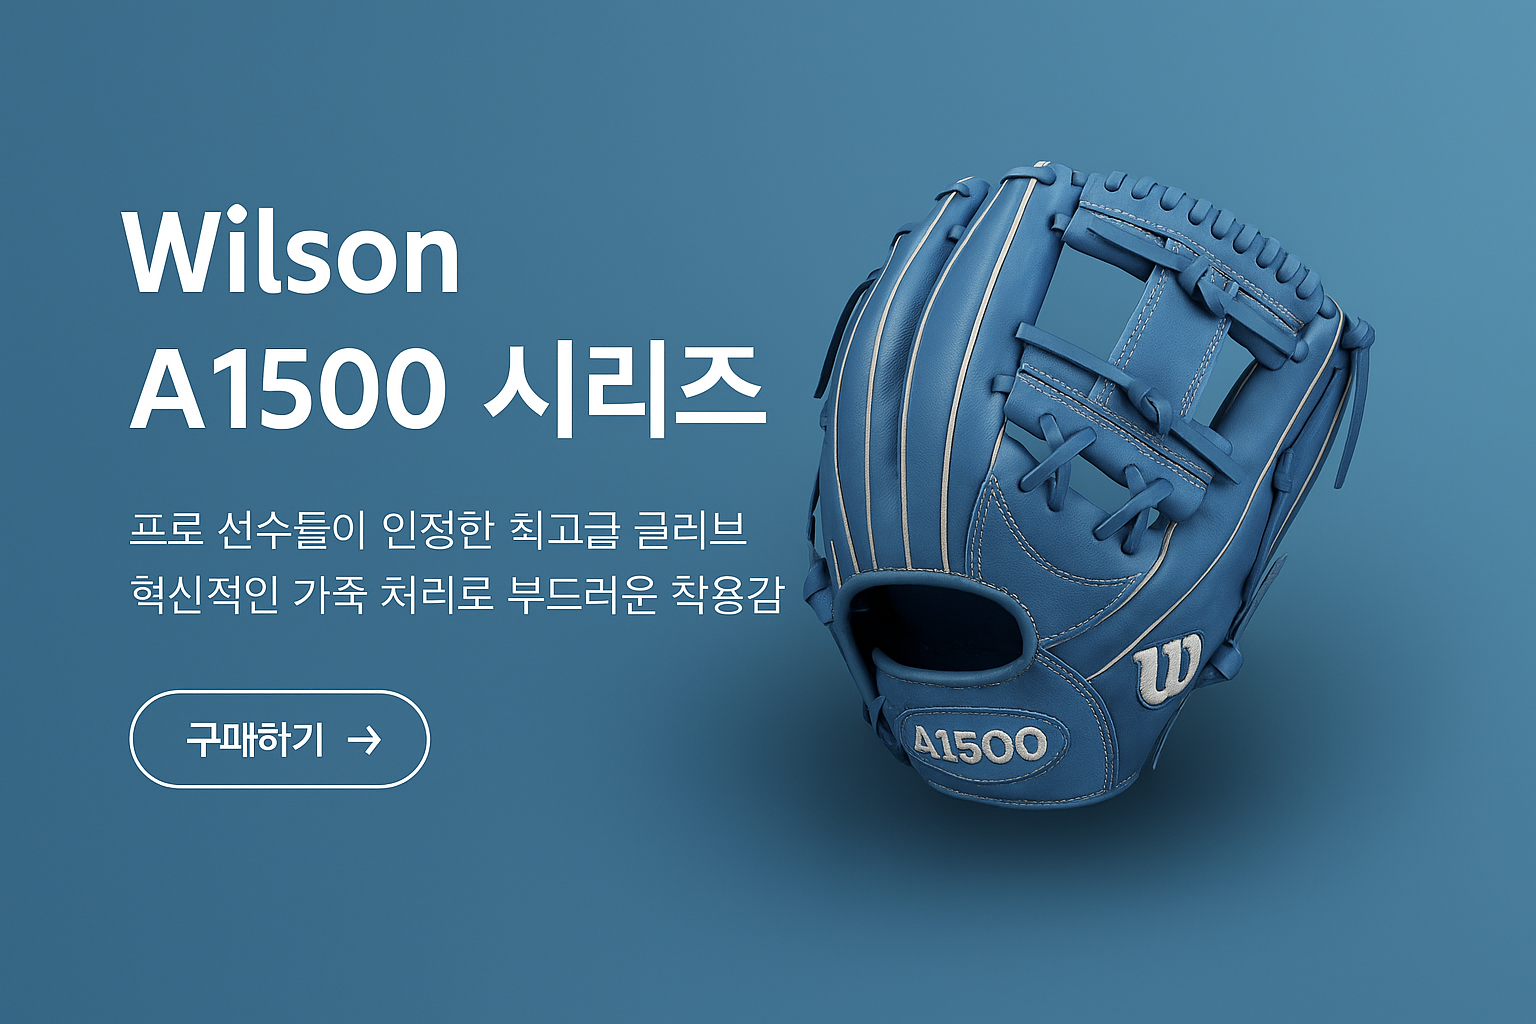 Wilson
A1500 시리즈
프로 선수들이 인정한 최고급 글러브
혁신적인 가죽 처리로 부드러운 착용감
구매하기 →
W
A1500